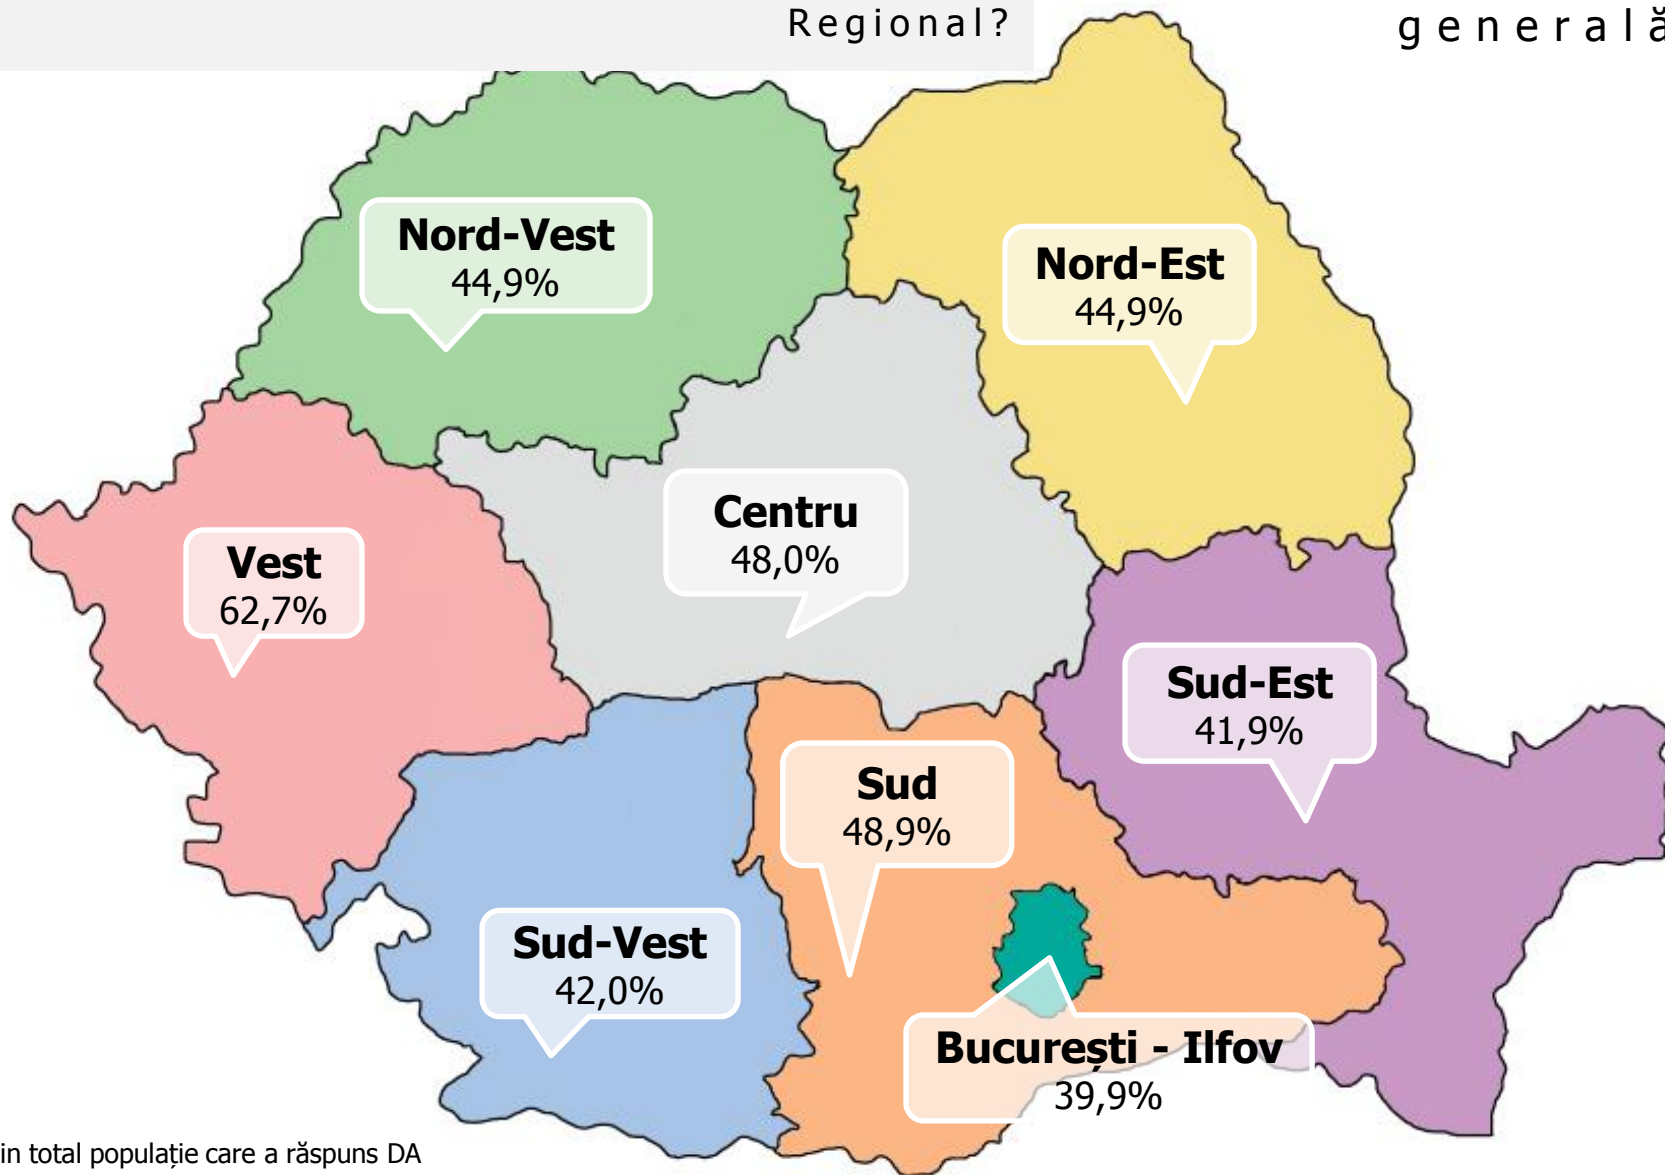 Regional?
generală
Nord-Vest
44,9%
Nord-Est
44,9%
Centru
48,0%
Vest
62,7%
Sud-Est
41,9%
Sud
48,9%
Sud-Vest
42,0%
București - Ilfov
39,9%
in total populație care a răspuns DA